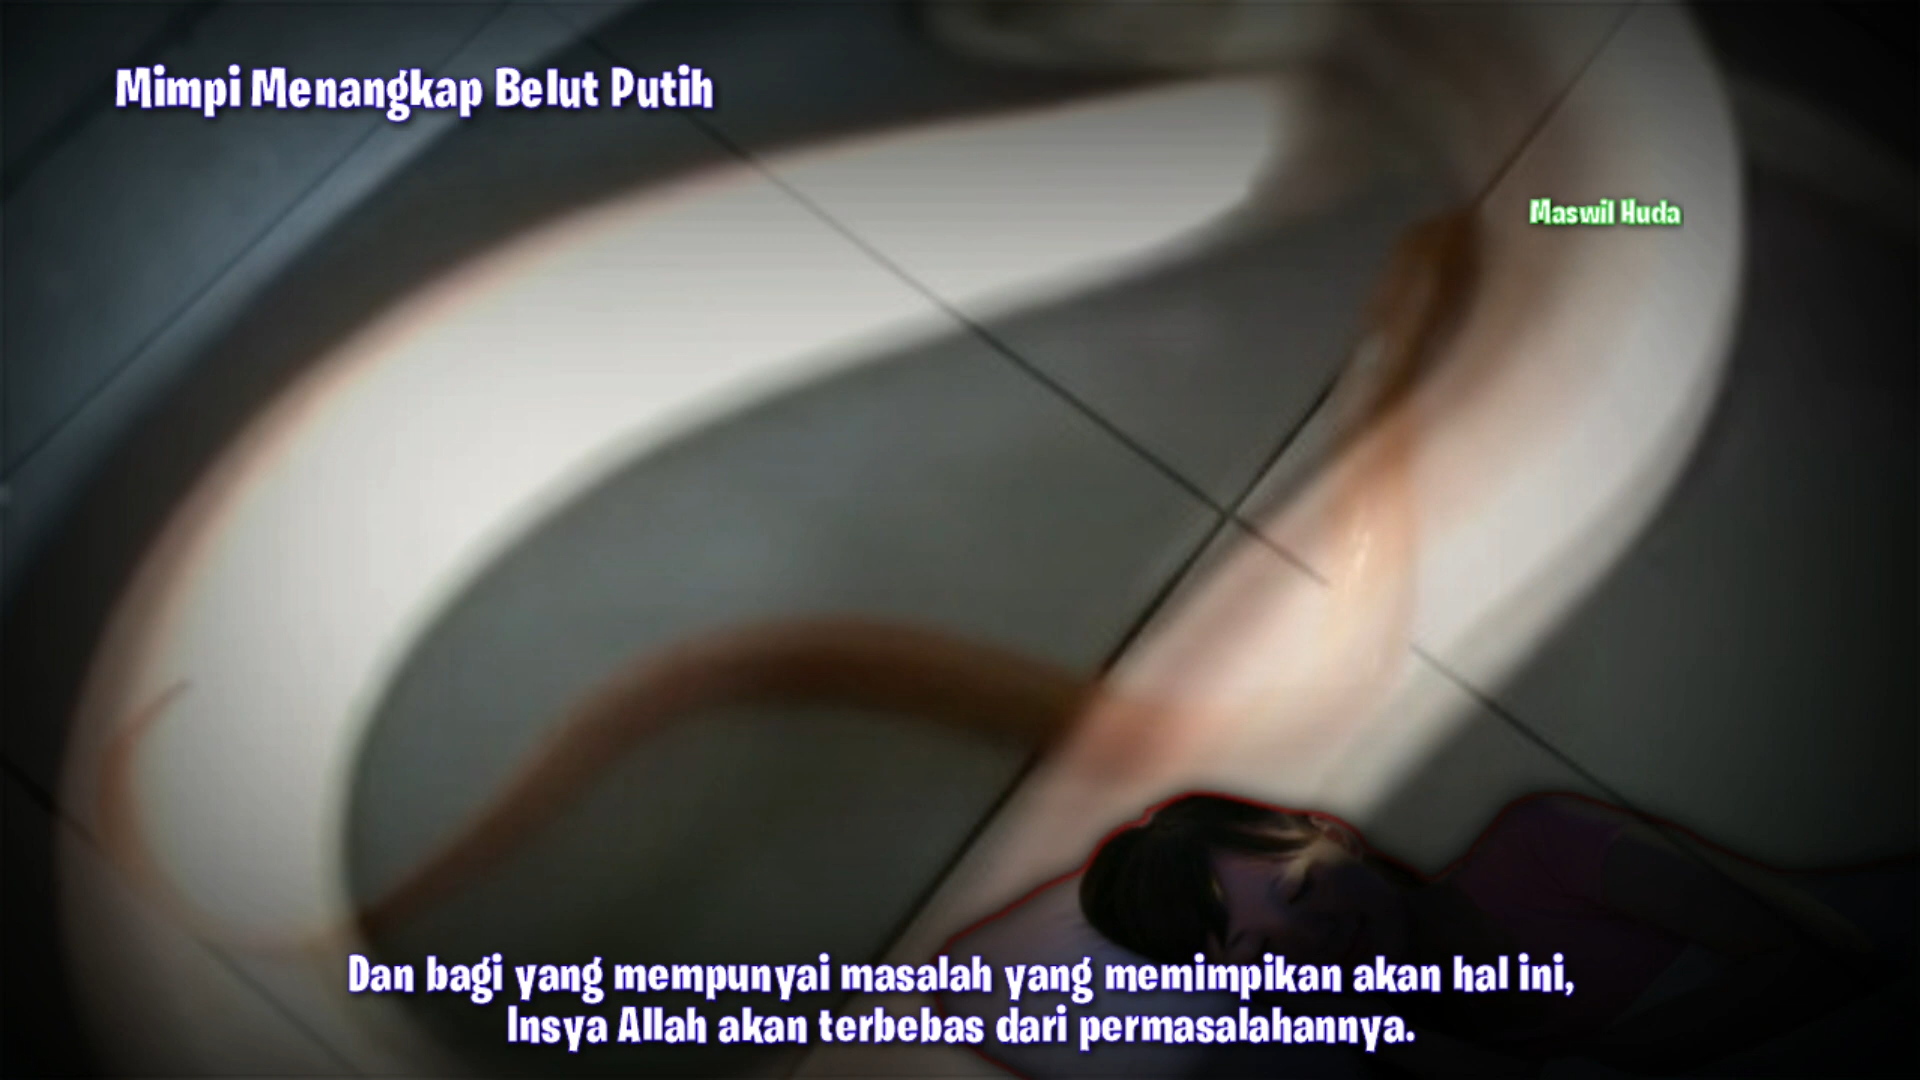 Mimpi Menangkap Belut Putih
Maswil Huda
Dan bagi yang mempunyai masalah yang memimpikan akan hal ini,
Insya Allah akan terbebas dari permasalahannya.